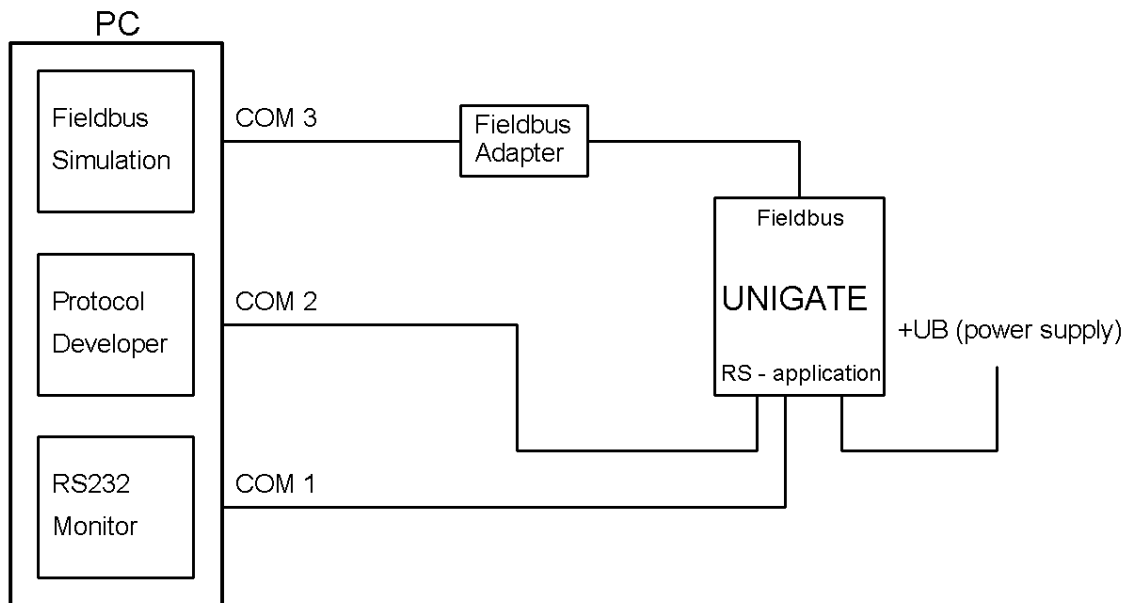 PC
Fieldbus
Simulation
COM 3
Fieldbus
Adapter
Fieldbus
UNIGATE
RS - application
+UB (power supply)
Protocol
Developer
COM 2
RS232
Monitor
COM 1